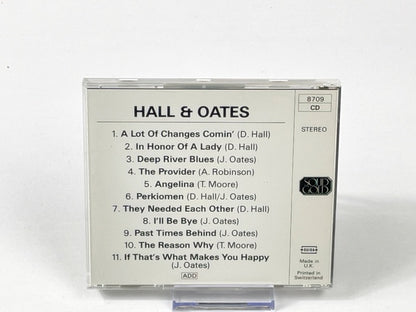 HALL & OATES
1. A Lot Of Changes Comin' (D. Hall)
2. In Honor Of A Lady (D. Hall)
3. Deep River Blues (J. Oates)
4. The Provider (A. Robinson)
5. Angelina (T. Moore)
6. Perkiomen (D. Hall/J. Oates)
7. They Needed Each Other (D. Hall)
8. I'll Be Bye (J. Oates)
9. Past Times Behind (J. Oates)
10. The Reason Why (T. Moore)
11. If That's What Makes You Happy
(J. Oates)
ADD
8709
CD
STEREO
SOLID
GOLD
Made in
U.K.
Printed in
Switzerland